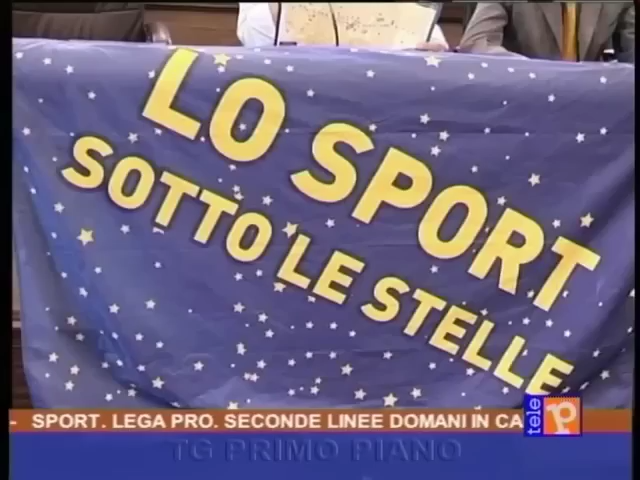 LO SPORT
SOTTO LE STELLE
- SPORT. LEGA PRO. SECONDE LINEE DOMANI IN CA
tele P
TG PRIMO PIANO